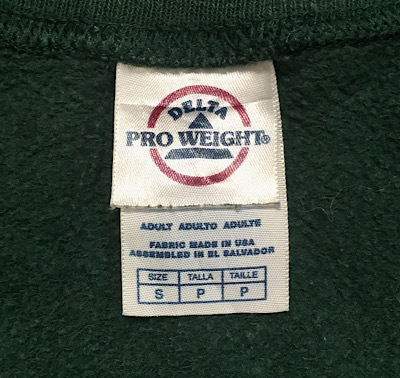 DELTA
PRO WEIGHT®
ADULT ADULTO ADULTE
FABRIC MADE IN USA
ASSEMBLED IN EL SALVADOR
SIZE TALLA TAILLE
S P P